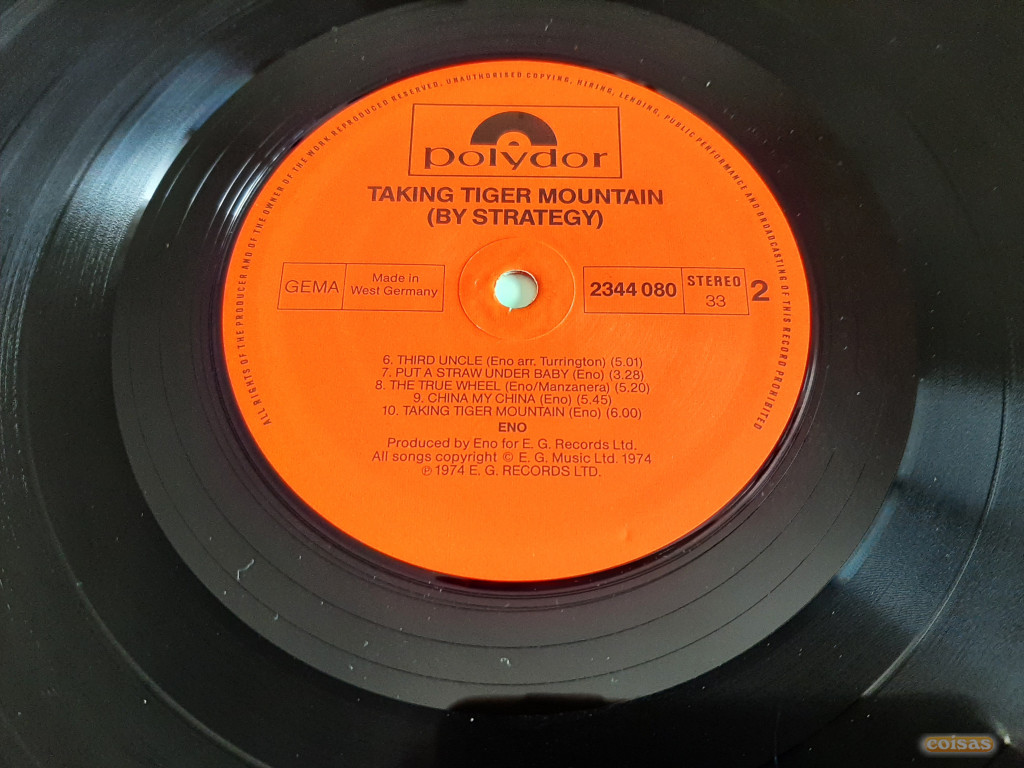 ALL RIGHTS OF THE PRODUCER AND OF THE OWNER OF THE WORK REPRODUCED RESERVED. UNAUTHORISED COPYING, HIRING, LENDING, PUBLIC PERFORMANCE AND BROADCASTING OF THIS RECORD PROHIBITED
polydor
TAKING TIGER MOUNTAIN
(BY STRATEGY)
GEMA
Made in
West Germany
2344 080
STEREO
33
2
6. THIRD UNCLE (Eno arr. Turrington) (5.01)
7. PUT A STRAW UNDER BABY (Eno) (3.28)
8. THE TRUE WHEEL (Eno/Manzanera) (5.20)
9. CHINA MY CHINA (Eno) (5.45)
10. TAKING TIGER MOUNTAIN (Eno) (6.00)
ENO
Produced by Eno for E. G. Records Ltd.
All songs copyright © E. G. Music Ltd. 1974
℗ 1974 E. G. RECORDS LTD.
coisas